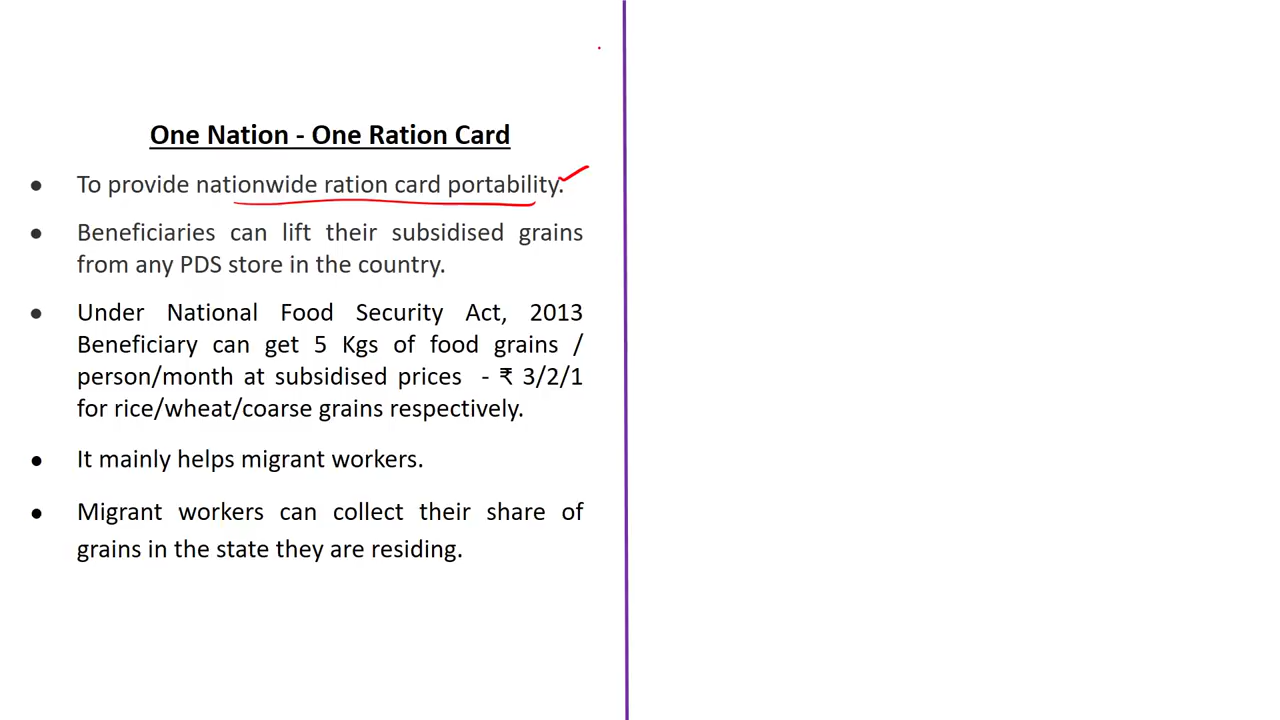 One Nation - One Ration Card
● To provide nationwide ration card portability.
● Beneficiaries can lift their subsidised grains
from any PDS store in the country.
● Under National Food Security Act, 2013
Beneficiary can get 5 Kgs of food grains /
person/month at subsidised prices - ₹ 3/2/1
for rice/wheat/coarse grains respectively.
● It mainly helps migrant workers.
● Migrant workers can collect their share of
grains in the state they are residing.